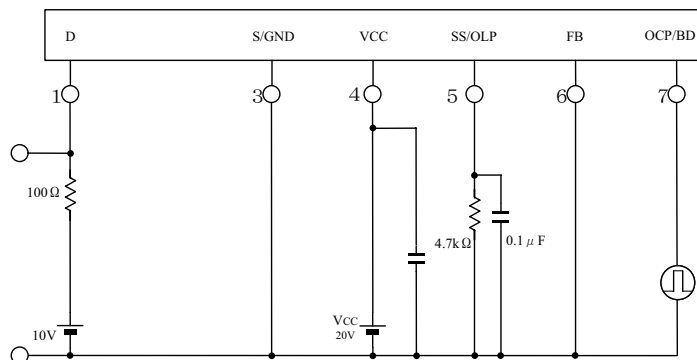 D S/GND VCC SS/OLP FB OCP/BD
1 3 4 5 6 7
100Ω
4.7kΩ 0.1μF
10V
VCC
20V